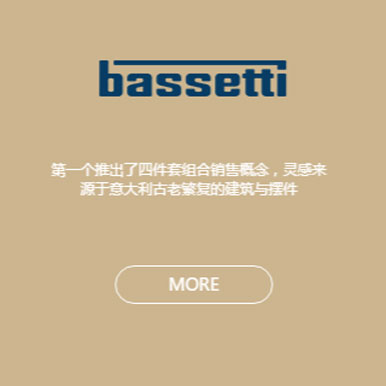 bassetti
第一个推出了四件套组合销售概念，灵感来
源于意大利古老繁复的建筑与摆件
MORE